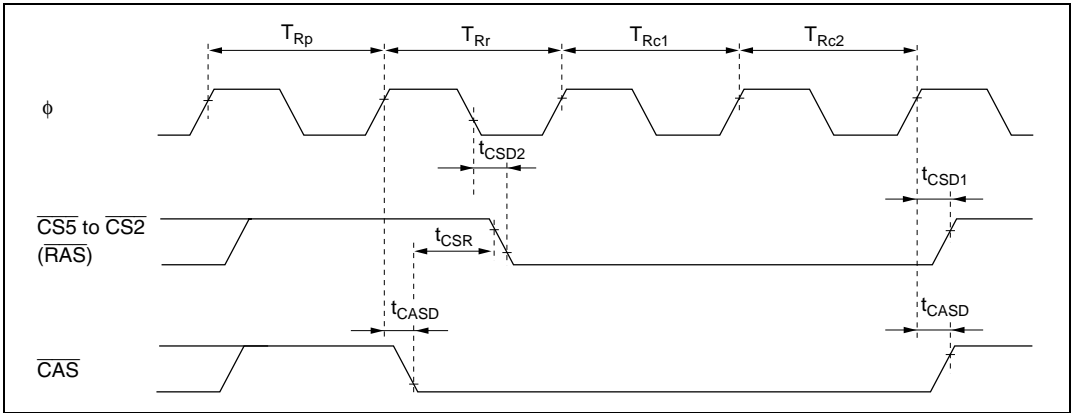 TRp TRr TRc1 TRc2
ϕ
tCSD2
tCSD1
CS5 to CS2
(RAS)
tCSR
tCASD tCASD
CAS